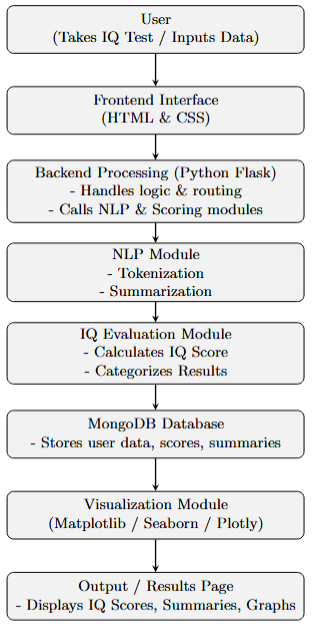 User
(Takes IQ Test / Inputs Data)
Frontend Interface
(HTML & CSS)
Backend Processing (Python Flask)
- Handles logic & routing
- Calls NLP & Scoring modules
NLP Module
- Tokenization
- Summarization
IQ Evaluation Module
- Calculates IQ Score
- Categorizes Results
MongoDB Database
- Stores user data, scores, summaries
Visualization Module
(Matplotlib / Seaborn / Plotly)
Output / Results Page
- Displays IQ Scores, Summaries, Graphs